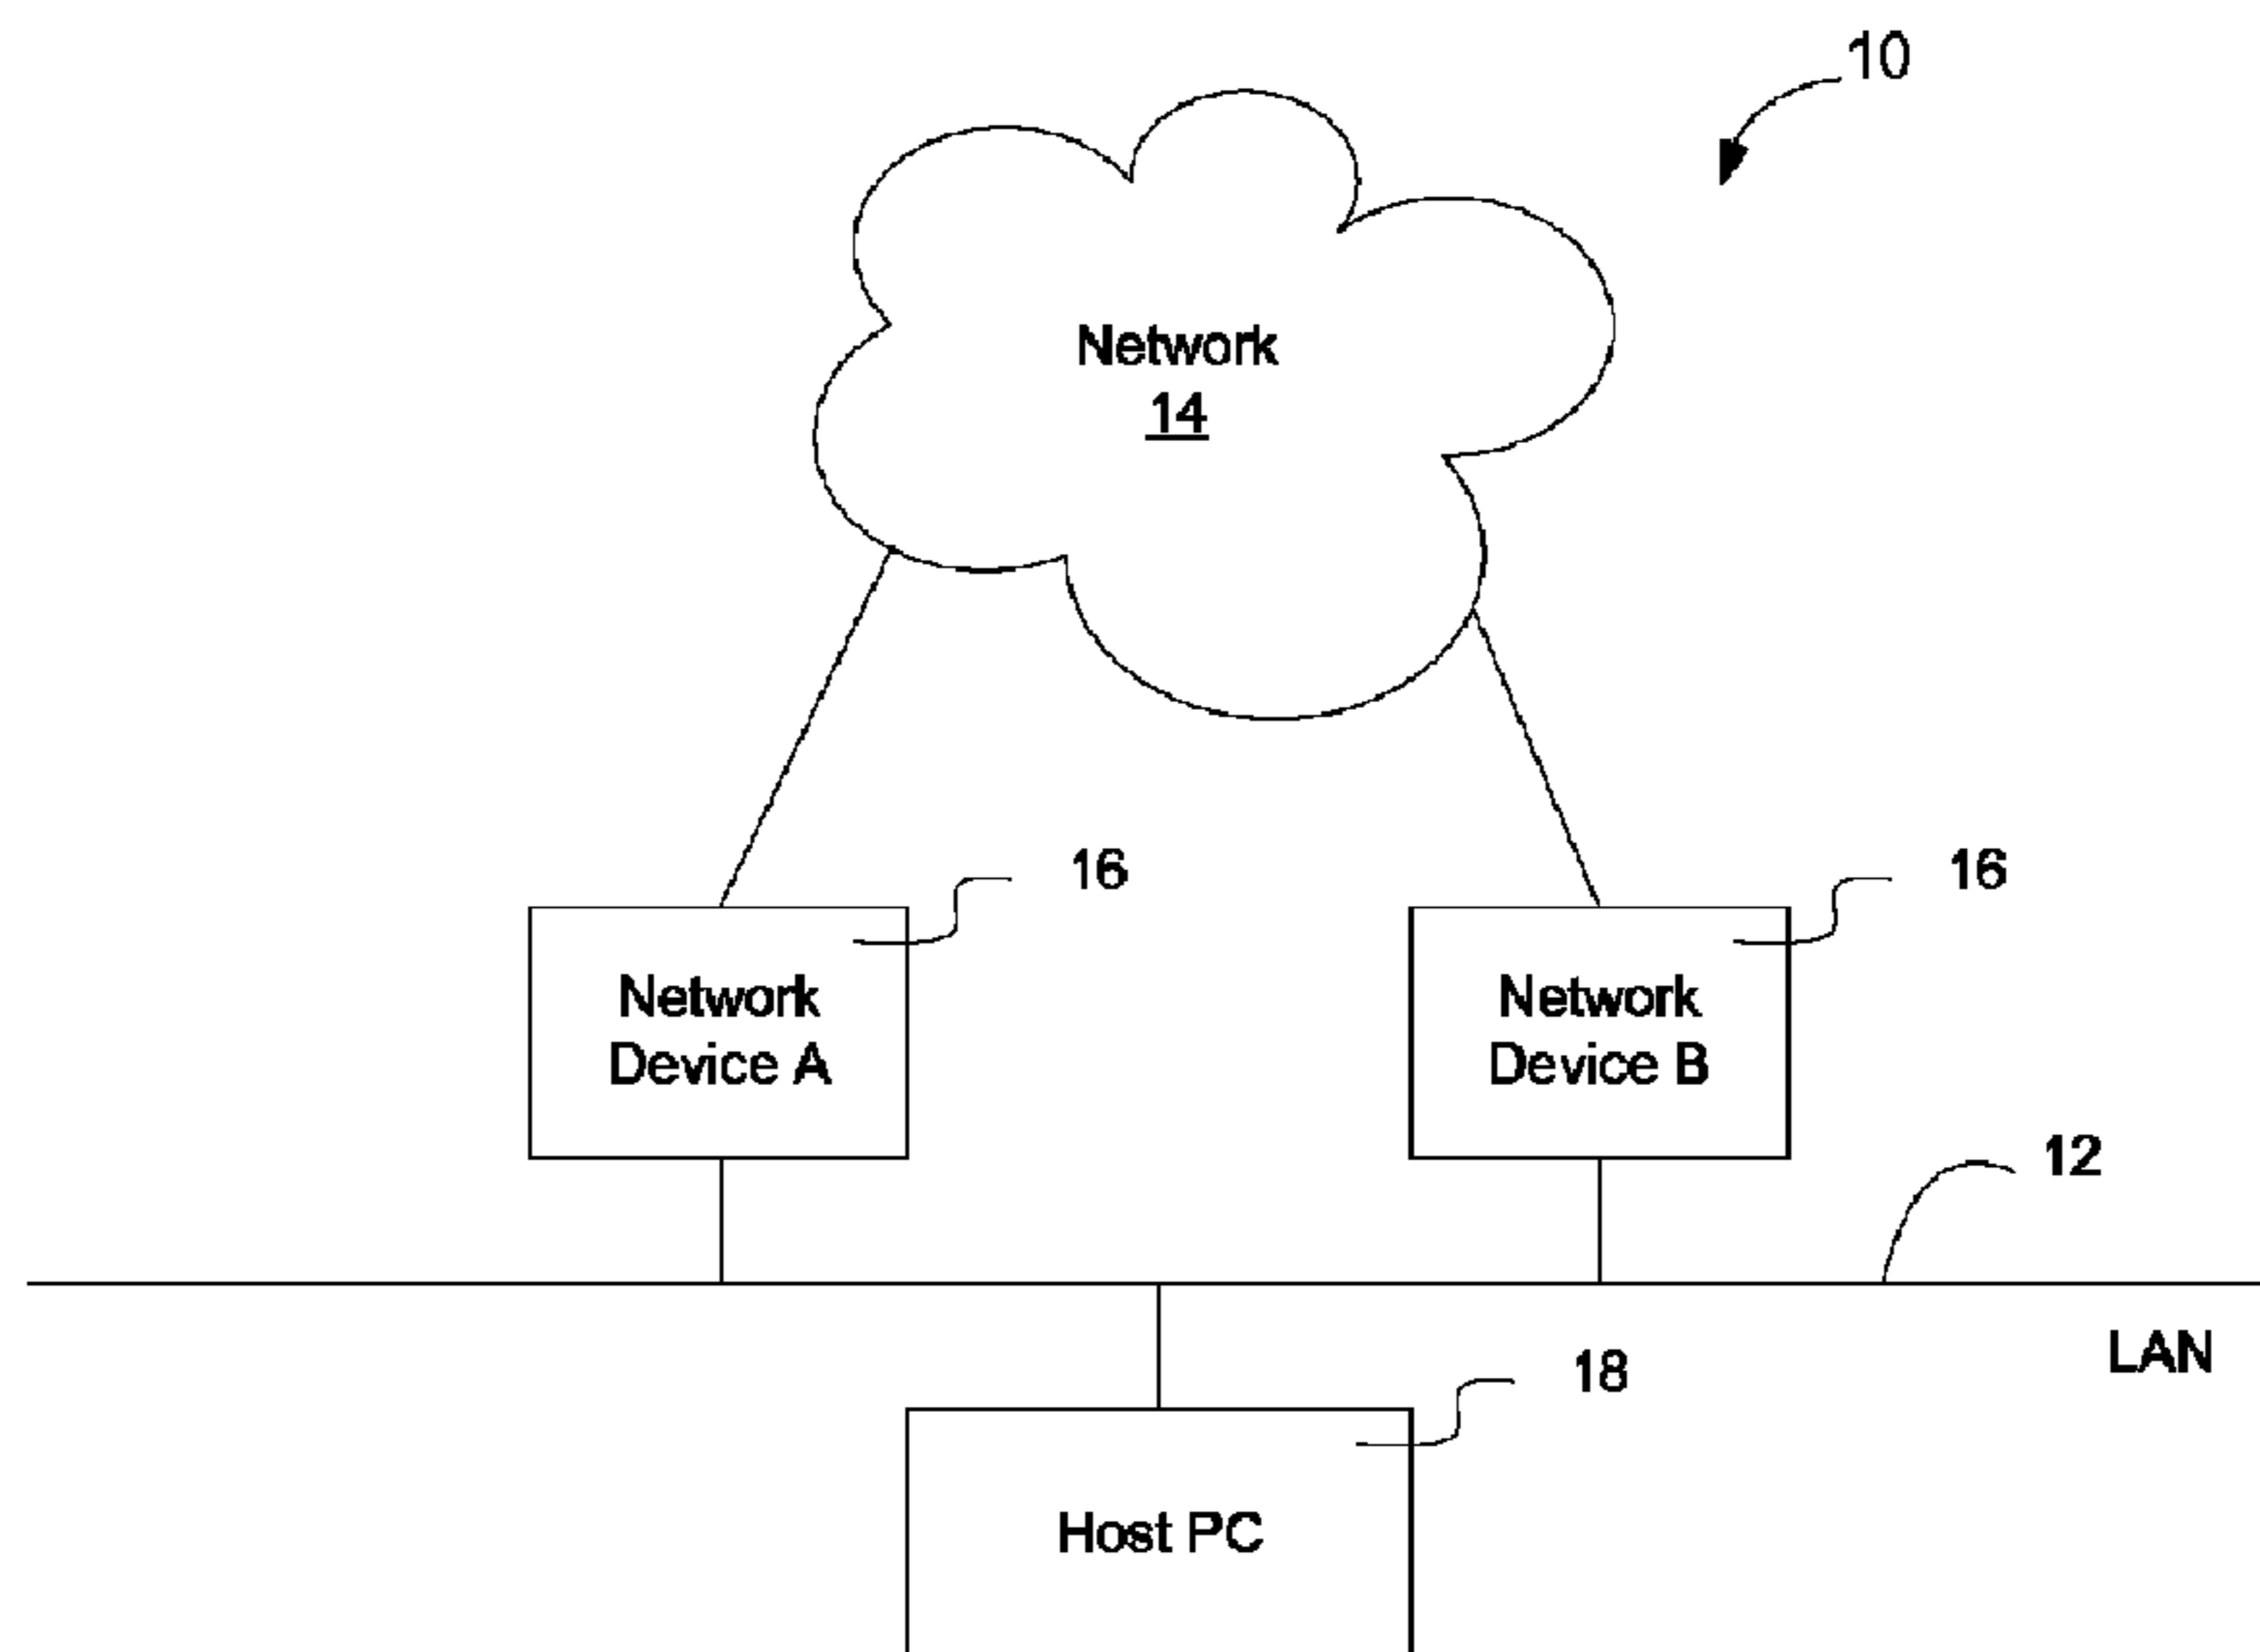 10
Network
14
16
16
Network
Device A
Network
Device B
12
LAN
18
Host PC